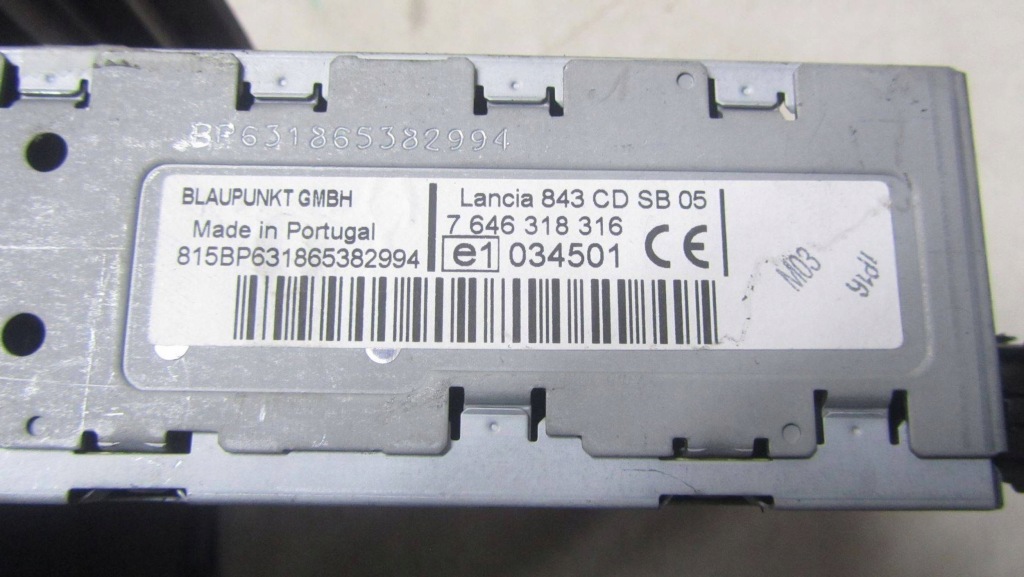 BP631865382994
BLAUPUNKT GMBH
Made in Portugal
815BP631865382994
Lancia 843 CD SB 05
7 646 318 316
e1 034501 CE
M03